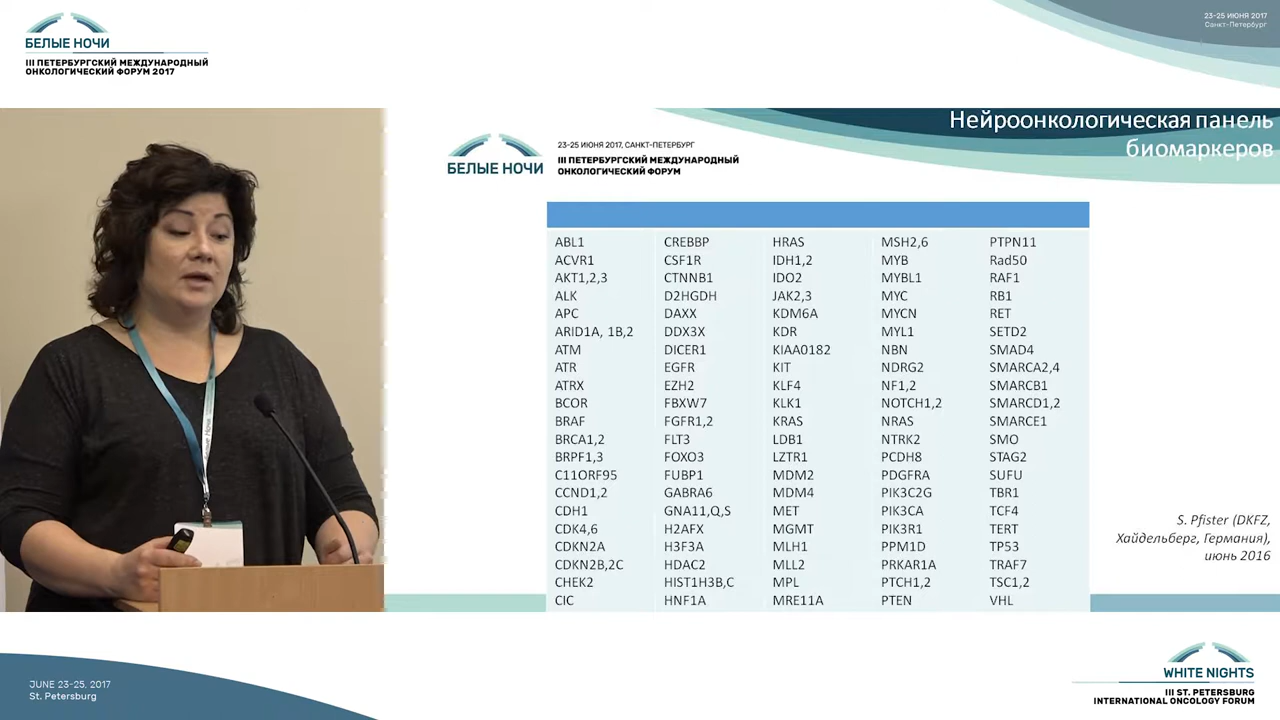 БЕЛЫЕ НОЧИ
III ПЕТЕРБУРГСКИЙ МЕЖДУНАРОДНЫЙ
ОНКОЛОГИЧЕСКИЙ ФОРУМ 2017
23-25 ИЮНЯ 2017
Санкт-Петербург
Нейроонкологическая панель
биомаркеров
БЕЛЫЕ НОЧИ
23-25 ИЮНЯ 2017, САНКТ-ПЕТЕРБУРГ
III ПЕТЕРБУРГСКИЙ МЕЖДУНАРОДНЫЙ
ОНКОЛОГИЧЕСКИЙ ФОРУМ
ABL1 CREBBP HRAS MSH2,6 PTPN11
ACVR1 CSF1R IDH1,2 MYB Rad50
AKT1,2,3 CTNNB1 IDO2 MYBL1 RAF1
ALK D2HGDH JAK2,3 MYC RB1
APC DAXX KDM6A MYCN RET
ARID1A, 1B,2 DDX3X KDR MYL1 SETD2
ATM DICER1 KIAA0182 NBN SMAD4
ATR EGFR KIT NDRG2 SMARCA2,4
ATRX EZH2 KLF4 NF1,2 SMARCB1
BCOR FBXW7 KLK1 NOTCH1,2 SMARCD1,2
BRAF FGFR1,2 KRAS NRAS SMARCE1
BRCA1,2 FLT3 LDB1 NTRK2 SMO
BRPF1,3 FOXO3 LZTR1 PCDH8 STAG2
C11ORF95 FUBP1 MDM2 PDGFRA SUFU
CCND1,2 GABRA6 MDM4 PIK3C2G TBR1
CDH1 GNA11,Q,S MET PIK3CA TCF4
CDK4,6 H2AFX MGMT PIK3R1 TERT
CDKN2A H3F3A MLH1 PPM1D TP53
CDKN2B,2C HDAC2 MLL2 PRKAR1A TRAF7
CHEK2 HIST1H3B,C MPL PTCH1,2 TSC1,2
CIC HNF1A MRE11A PTEN VHL
S. Pfister (DKFZ,
Хайдельберг, Германия),
июнь 2016
JUNE 23-25, 2017
St. Petersburg
WHITE NIGHTS
III ST. PETERSBURG
INTERNATIONAL ONCOLOGY FORUM